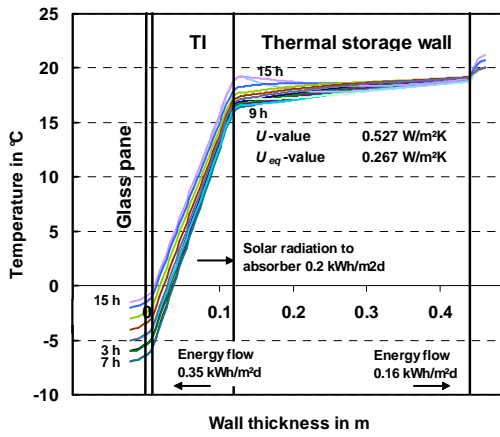 TI
Thermal storage wall
15 h
9 h
U-value 0.527 W/m²K
Ueq-value 0.267 W/m²K
Glass pane
Solar radiation to
absorber 0.2 kWh/m2d
15 h
3 h
7 h
Energy flow
0.35 kWh/m²d
Energy flow
0.16 kWh/m²d
25
20
15
10
5
0
-5
-10
0
0.1
0.2
0.3
0.4
Temperature in °C
Wall thickness in m